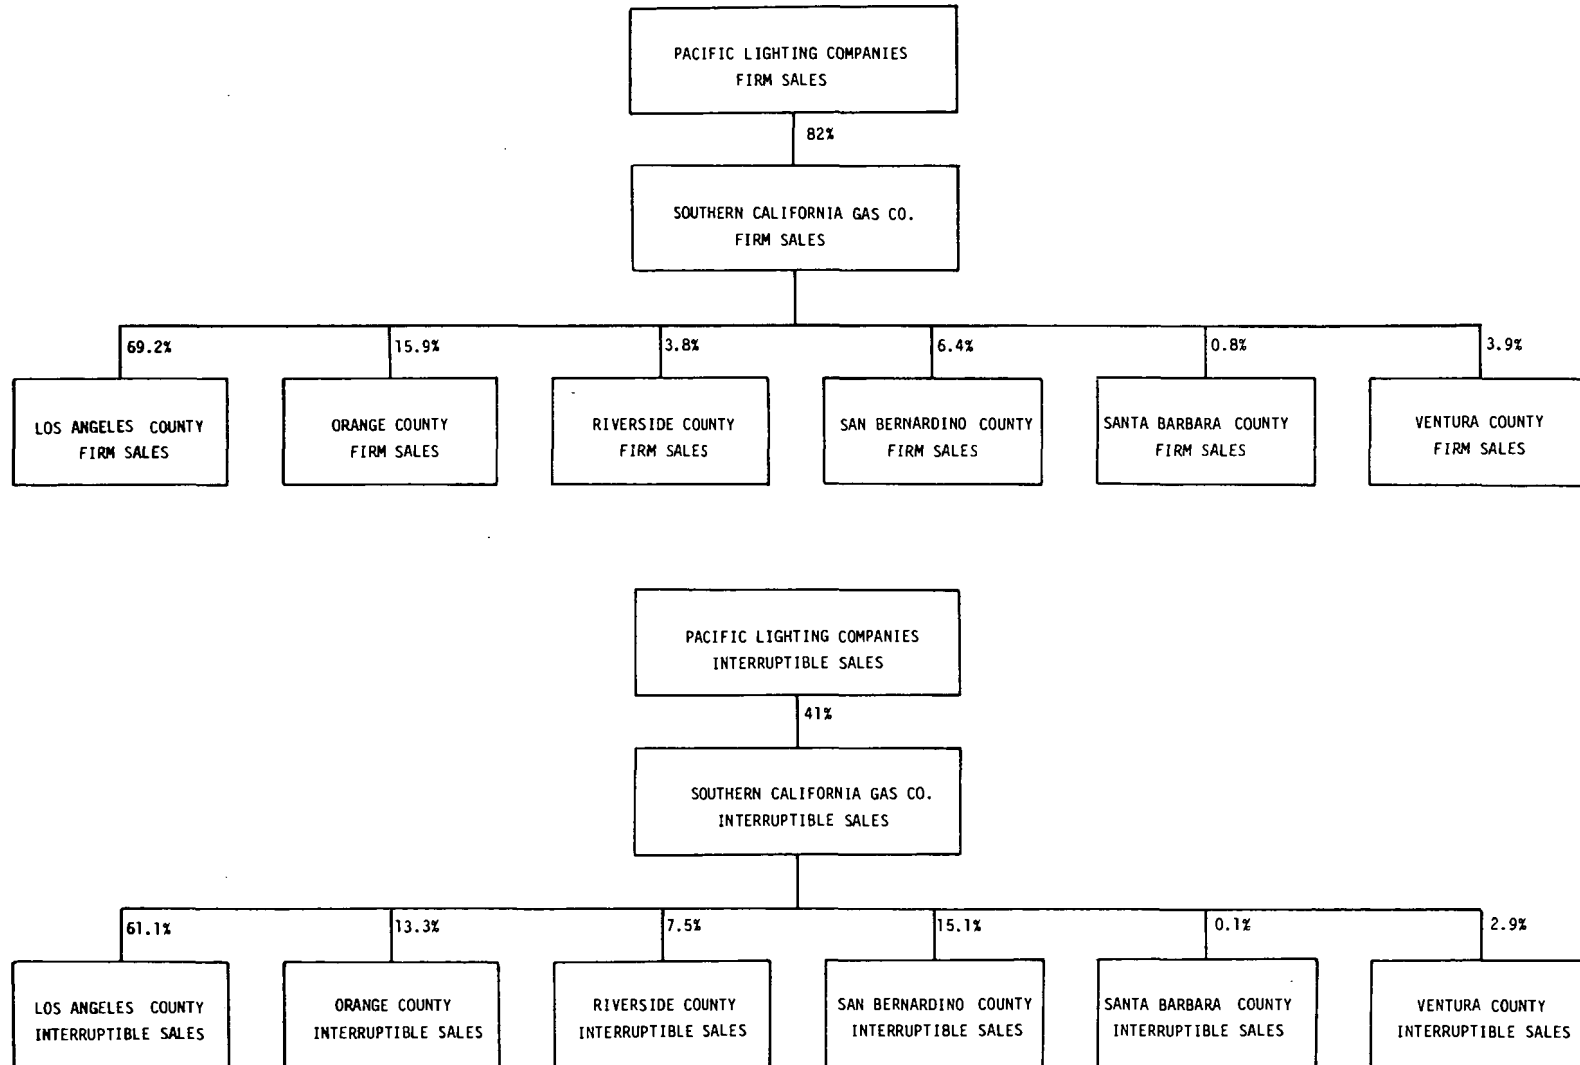 PACIFIC LIGHTING COMPANIES
FIRM SALES
82%
SOUTHERN CALIFORNIA GAS CO.
FIRM SALES
69.2% 15.9% 3.8% 6.4% 0.8% 3.9%
LOS ANGELES COUNTY
FIRM SALES
ORANGE COUNTY
FIRM SALES
RIVERSIDE COUNTY
FIRM SALES
SAN BERNARDINO COUNTY
FIRM SALES
SANTA BARBARA COUNTY
FIRM SALES
VENTURA COUNTY
FIRM SALES
PACIFIC LIGHTING COMPANIES
INTERRUPTIBLE SALES
41%
SOUTHERN CALIFORNIA GAS CO.
INTERRUPTIBLE SALES
61.1% 13.3% 7.5% 15.1% 0.1% 2.9%
LOS ANGELES COUNTY
INTERRUPTIBLE SALES
ORANGE COUNTY
INTERRUPTIBLE SALES
RIVERSIDE COUNTY
INTERRUPTIBLE SALES
SAN BERNARDINO COUNTY
INTERRUPTIBLE SALES
SANTA BARBARA COUNTY
INTERRUPTIBLE SALES
VENTURA COUNTY
INTERRUPTIBLE SALES